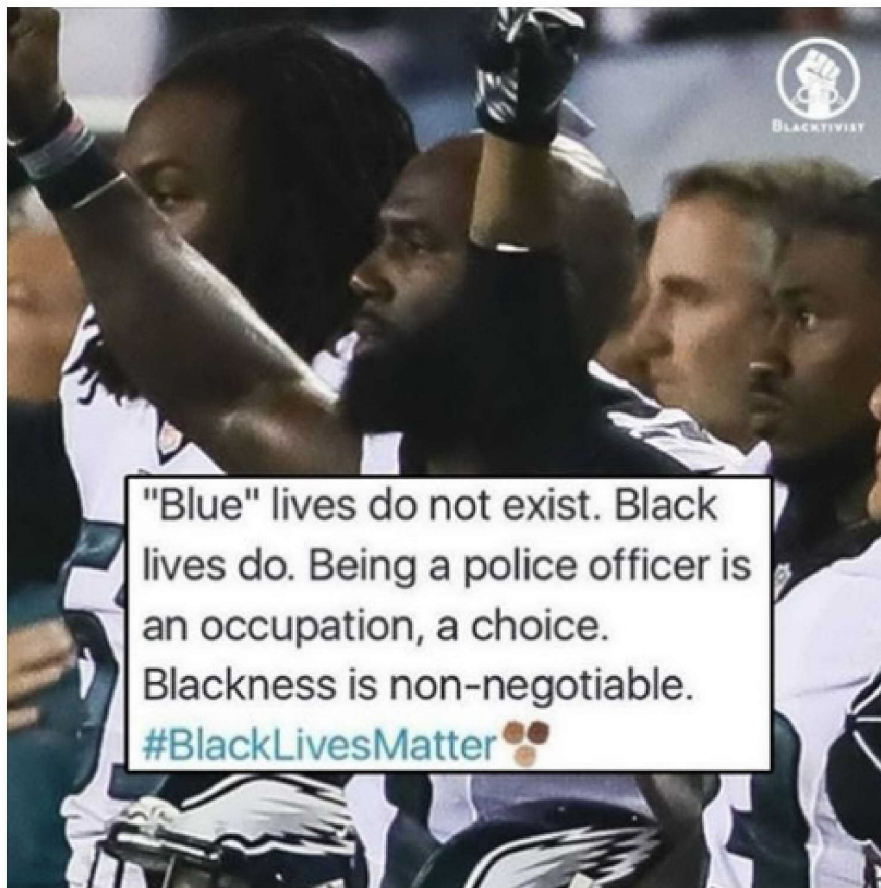 BLACKTIVIST
"Blue" lives do not exist. Black
lives do. Being a police officer is
an occupation, a choice.
Blackness is non-negotiable.
#BlackLivesMatter